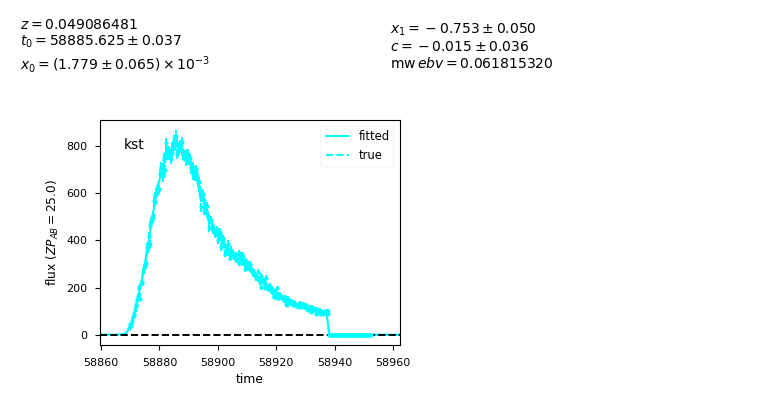 z = 0.049086481
t₀ = 58885.625 ± 0.037
x₀ = (1.779 ± 0.065) × 10⁻³
x₁ = −0.753 ± 0.050
c = −0.015 ± 0.036
mw ebv = 0.061815320
kst
fitted
true
flux (ZP_AB = 25.0)
800
600
400
200
0
58860 58880 58900 58920 58940 58960
time